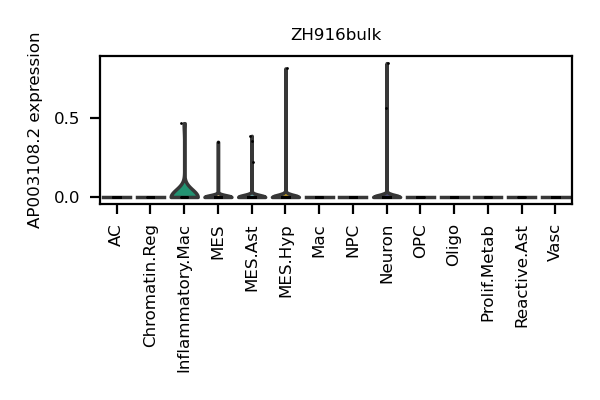 ZH916bulk
AP003108.2 expression
0.5
0.0
AC
Chromatin.Reg
Inflammatory.Mac
MES
MES.Ast
MES.Hyp
Mac
NPC
Neuron
OPC
Oligo
Prolif.Metab
Reactive.Ast
Vasc